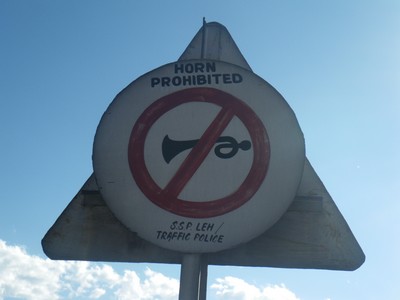 HORN
PROHIBITED
S.S.P. LEH/
TRAFFIC POLICE